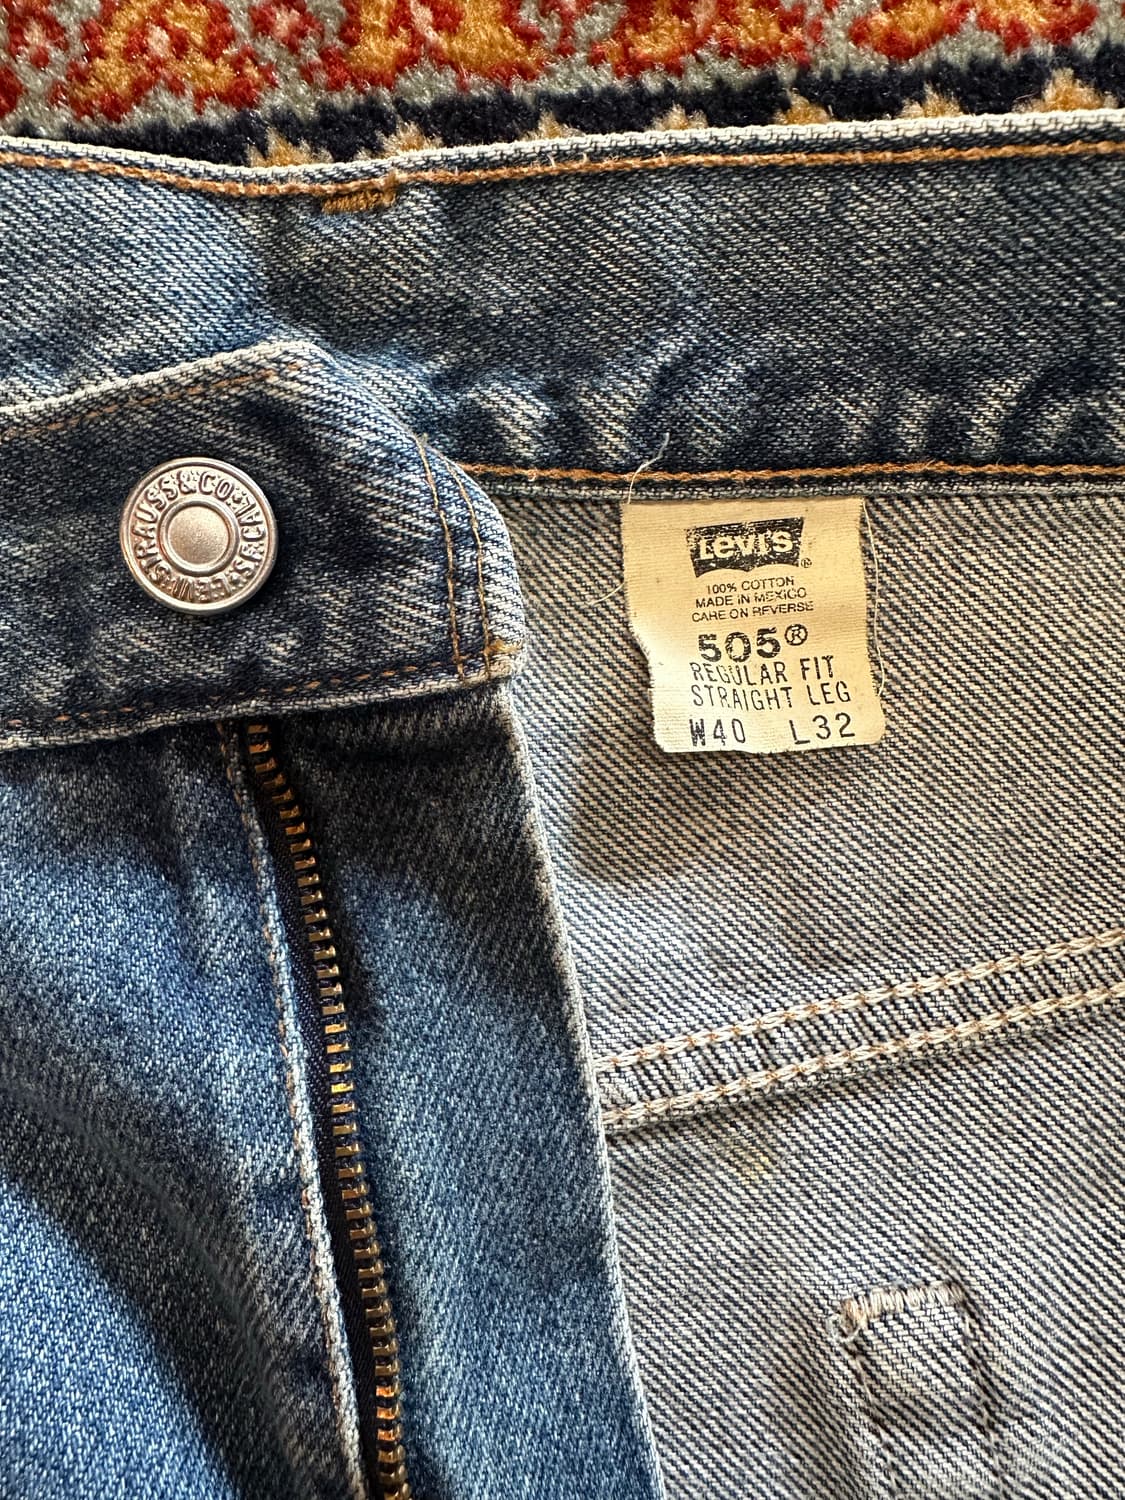 LEVI STRAUSS & CO. S.F. CAL.
Levi's®
100% COTTON
MADE IN MEXICO
CARE ON REVERSE
505®
REGULAR FIT
STRAIGHT LEG
W40 L32